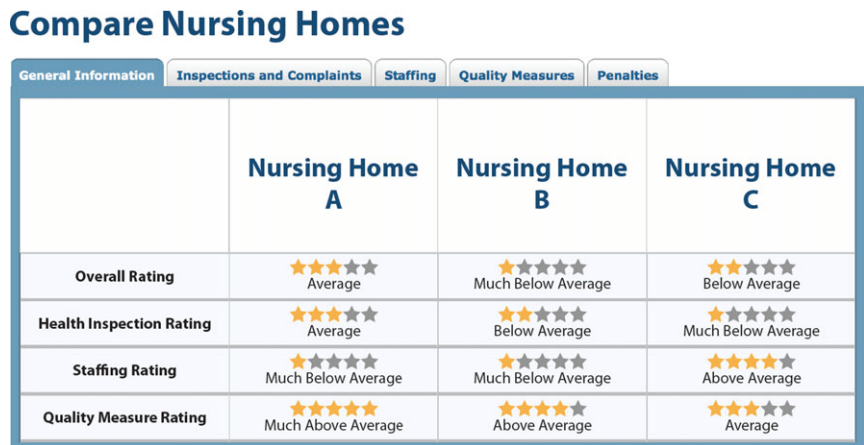 Compare Nursing Homes
General Information Inspections and Complaints Staffing Quality Measures Penalties
Nursing Home Nursing Home Nursing Home
A B C
Overall Rating
Average Much Below Average Below Average
Health Inspection Rating
Average Below Average Much Below Average
Staffing Rating
Much Below Average Much Below Average Above Average
Quality Measure Rating
Much Above Average Above Average Average